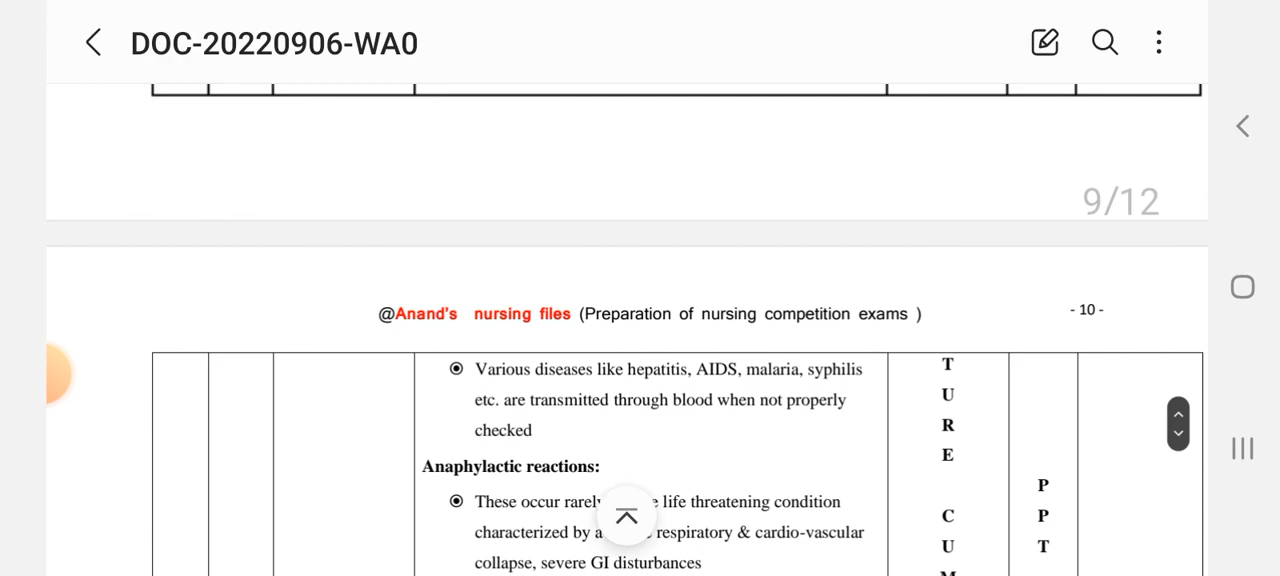 DOC-20220906-WA0
9/12
@Anand's nursing files (Preparation of nursing competition exams )
- 10 -
Various diseases like hepatitis, AIDS, malaria, syphilis
etc. are transmitted through blood when not properly
checked
Anaphylactic reactions:
These occur rarely life threatening condition
characterized by respiratory & cardio-vascular
collapse, severe GI disturbances
T
U
R
E
C
U
M
P
P
T